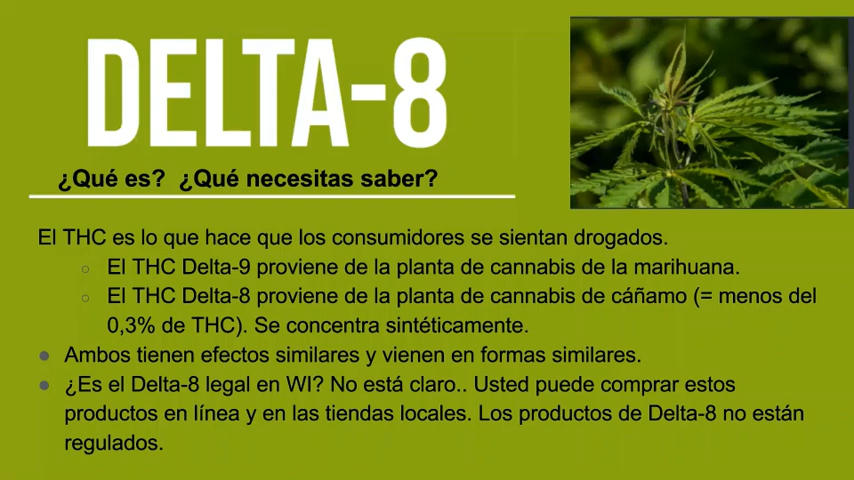 DELTA-8
¿Qué es? ¿Qué necesitas saber?
El THC es lo que hace que los consumidores se sientan drogados.
○ El THC Delta-9 proviene de la planta de cannabis de la marihuana.
○ El THC Delta-8 proviene de la planta de cannabis de cáñamo (= menos del
0,3% de THC). Se concentra sintéticamente.
● Ambos tienen efectos similares y vienen en formas similares.
● ¿Es el Delta-8 legal en WI? No está claro.. Usted puede comprar estos
productos en línea y en las tiendas locales. Los productos de Delta-8 no están
regulados.